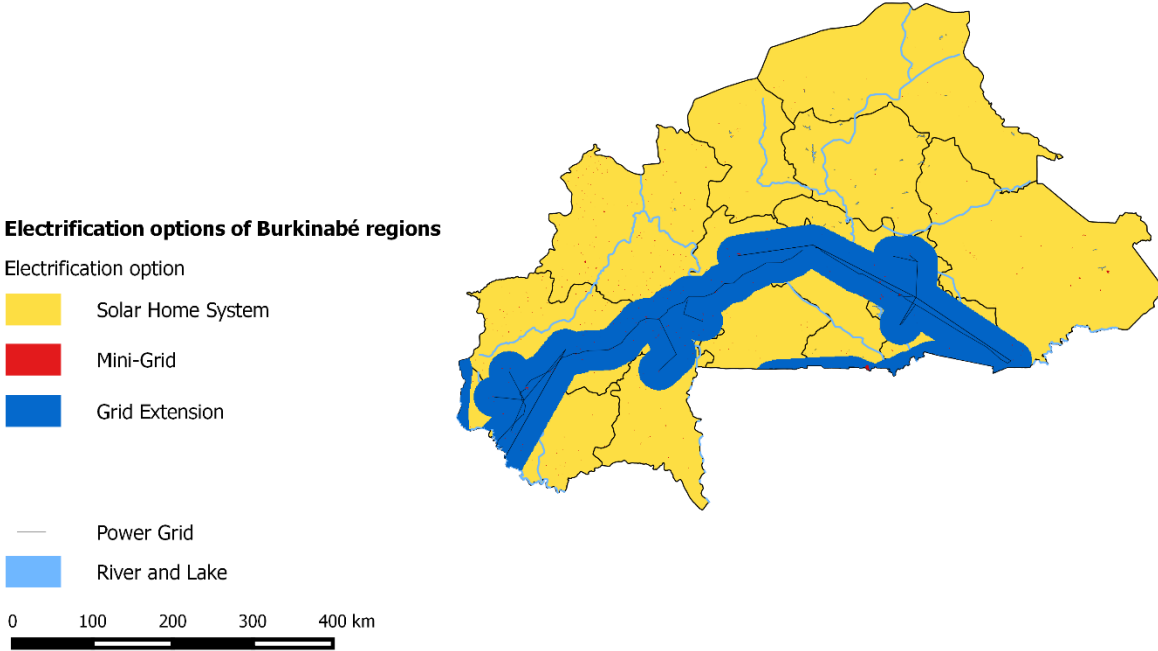 Electrification options of Burkinabé regions
Electrification option
Solar Home System
Mini-Grid
Grid Extension
Power Grid
River and Lake
0 100 200 300 400 km